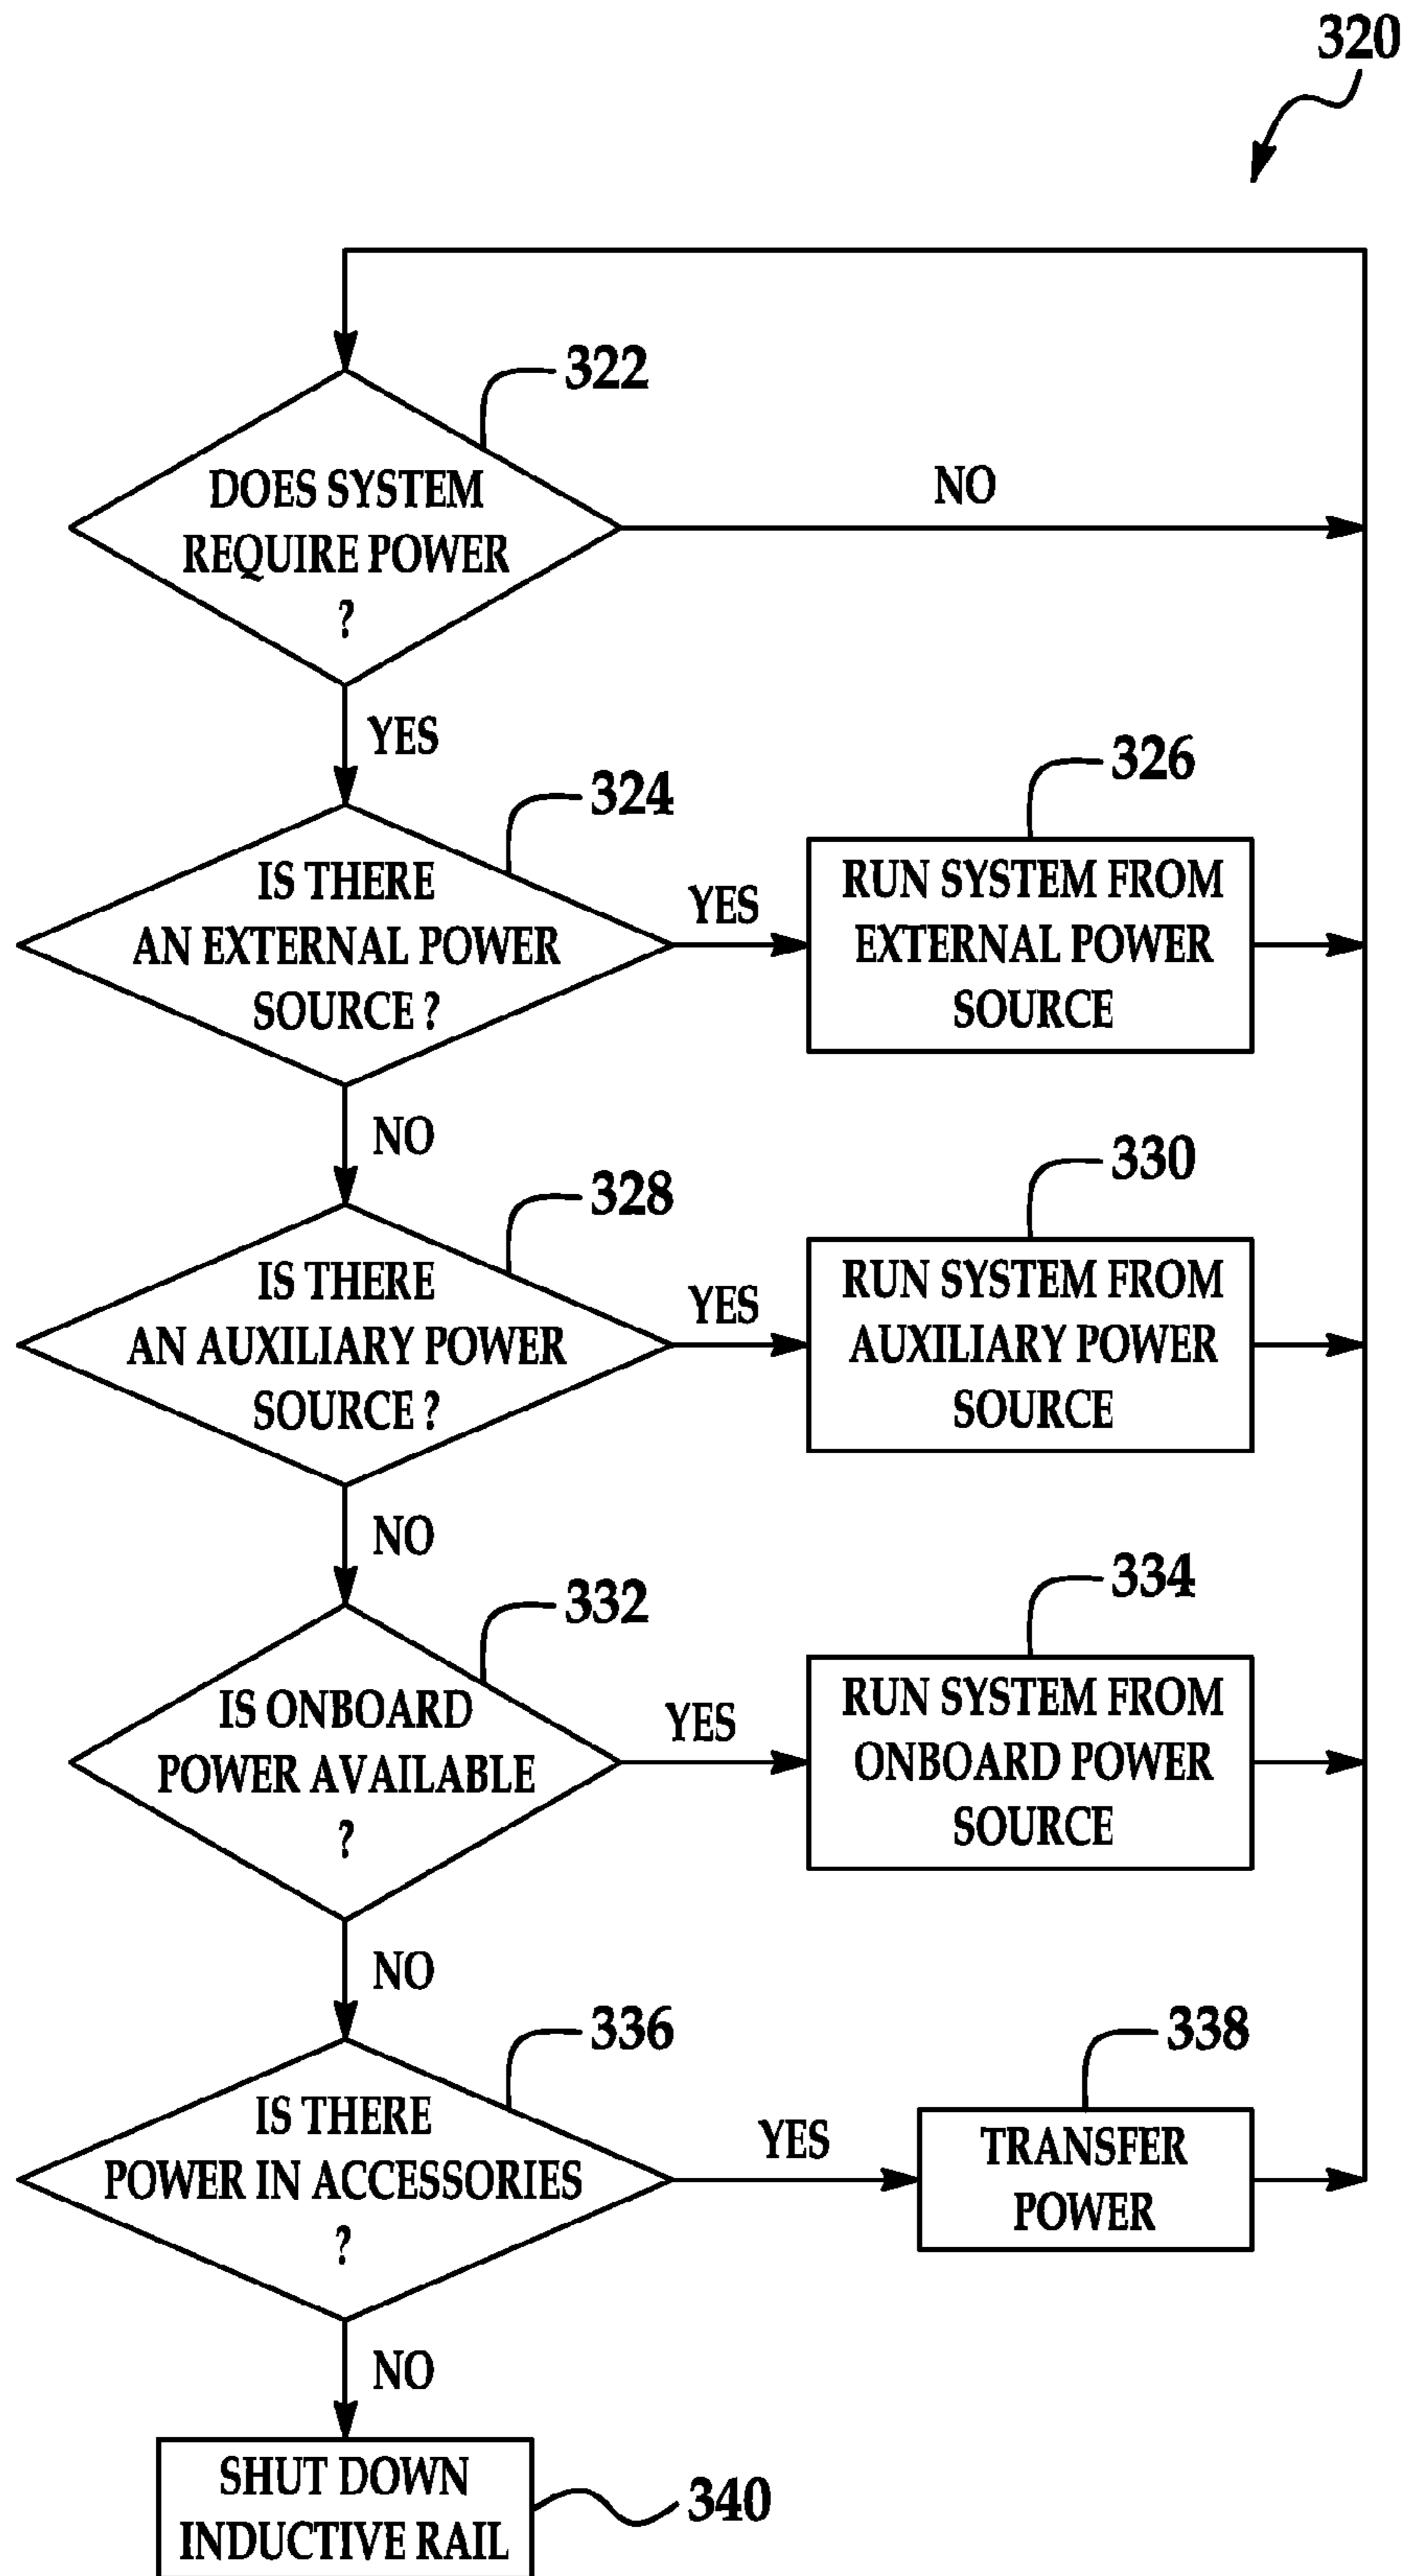 320
322
DOES SYSTEM
REQUIRE POWER
?
NO
YES
324
IS THERE
AN EXTERNAL POWER
SOURCE ?
YES
326
RUN SYSTEM FROM
EXTERNAL POWER
SOURCE
NO
328
IS THERE
AN AUXILIARY POWER
SOURCE ?
YES
330
RUN SYSTEM FROM
AUXILIARY POWER
SOURCE
NO
332
IS ONBOARD
POWER AVAILABLE
?
YES
334
RUN SYSTEM FROM
ONBOARD POWER
SOURCE
NO
336
IS THERE
POWER IN ACCESSORIES
?
YES
338
TRANSFER
POWER
NO
SHUT DOWN
INDUCTIVE RAIL
340